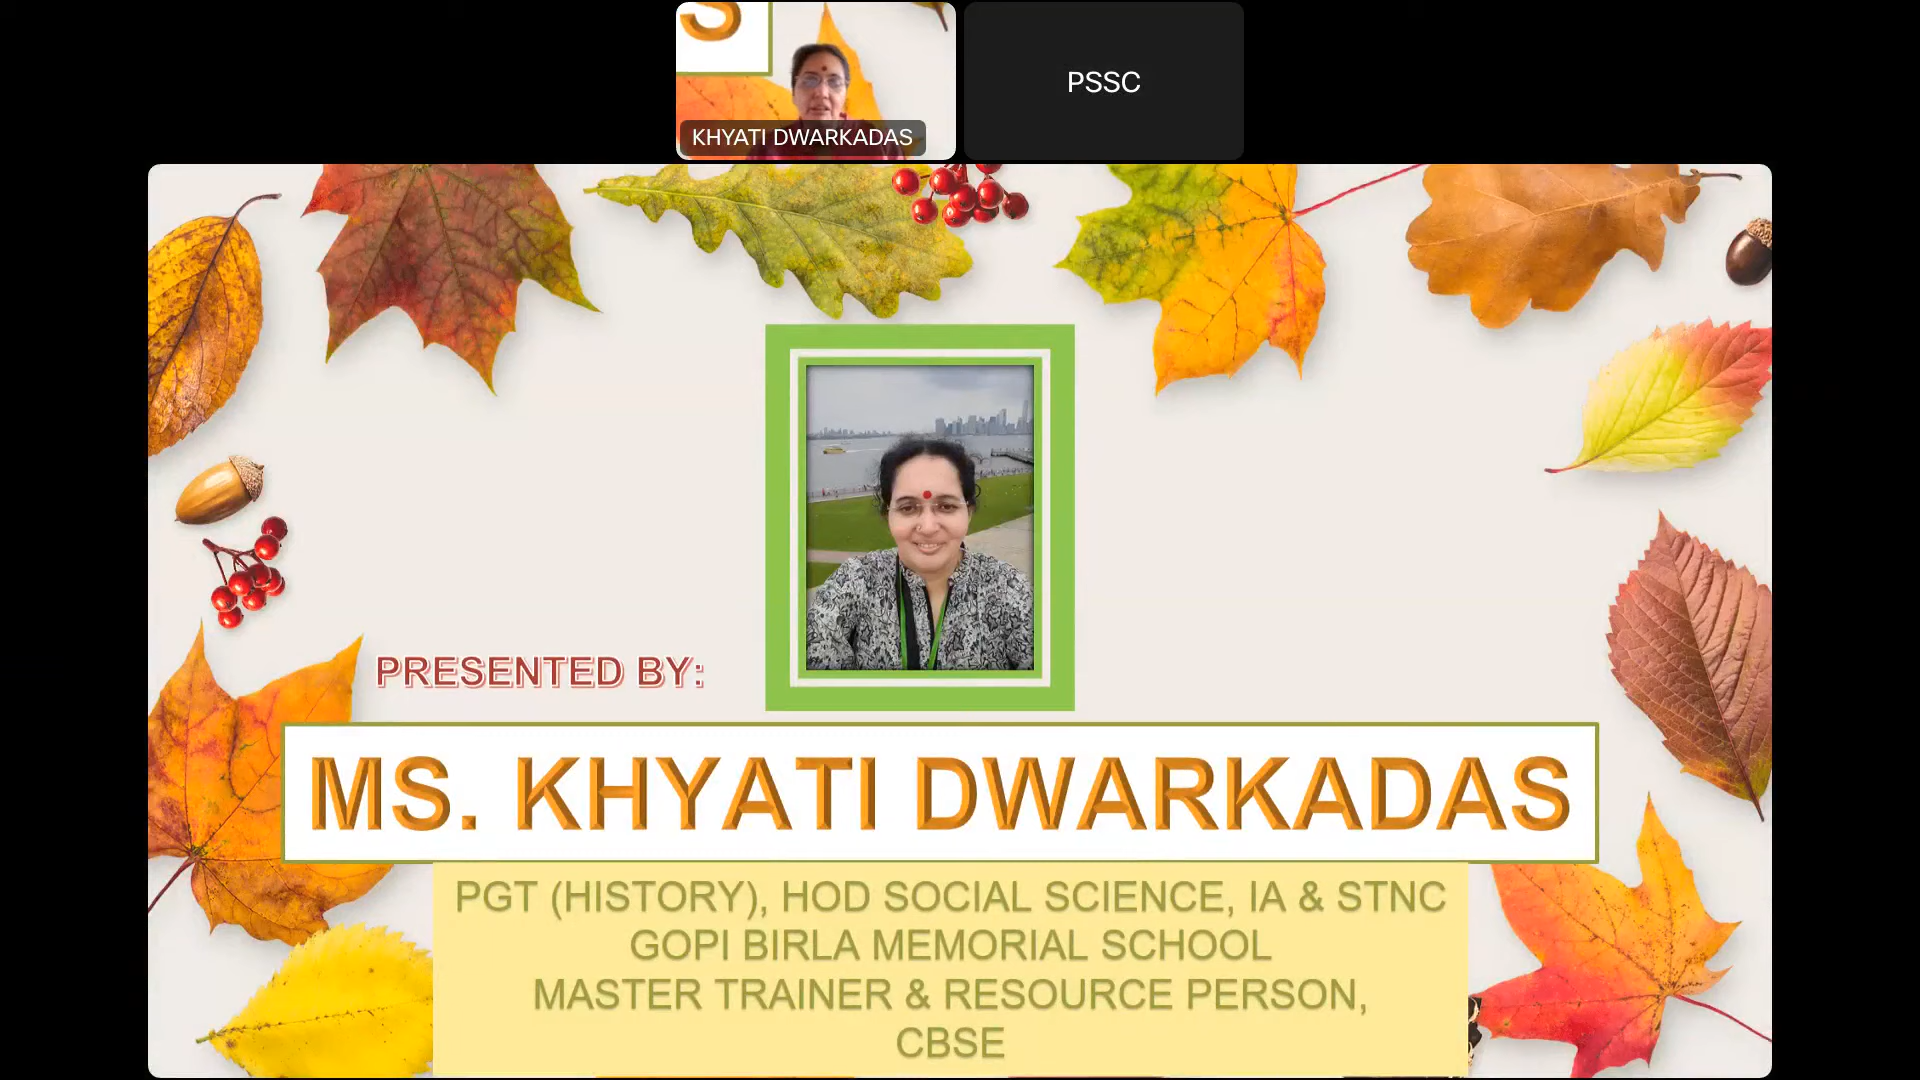 S
KHYATI DWARKADAS
PSSC
PRESENTED BY:
MS. KHYATI DWARKADAS
PGT (HISTORY), HOD SOCIAL SCIENCE, IA & STNC
GOPI BIRLA MEMORIAL SCHOOL
MASTER TRAINER & RESOURCE PERSON,
CBSE